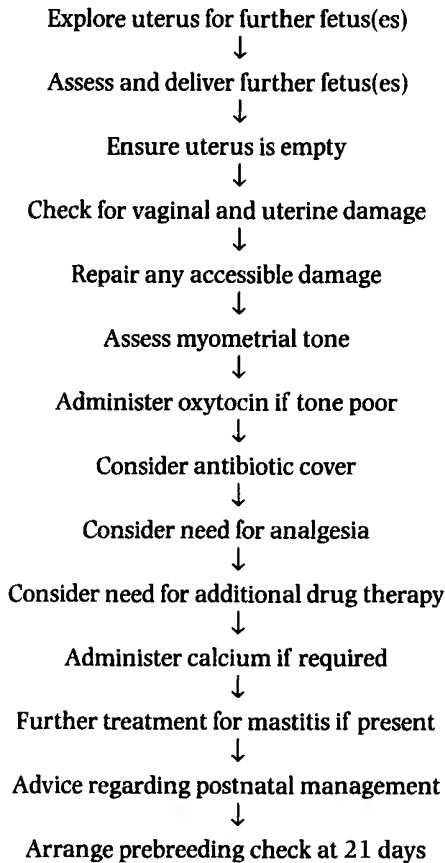 Explore uterus for further fetus(es)
↓
Assess and deliver further fetus(es)
↓
Ensure uterus is empty
↓
Check for vaginal and uterine damage
↓
Repair any accessible damage
↓
Assess myometrial tone
↓
Administer oxytocin if tone poor
↓
Consider antibiotic cover
↓
Consider need for analgesia
↓
Consider need for additional drug therapy
↓
Administer calcium if required
↓
Further treatment for mastitis if present
↓
Advice regarding postnatal management
↓
Arrange prebreeding check at 21 days